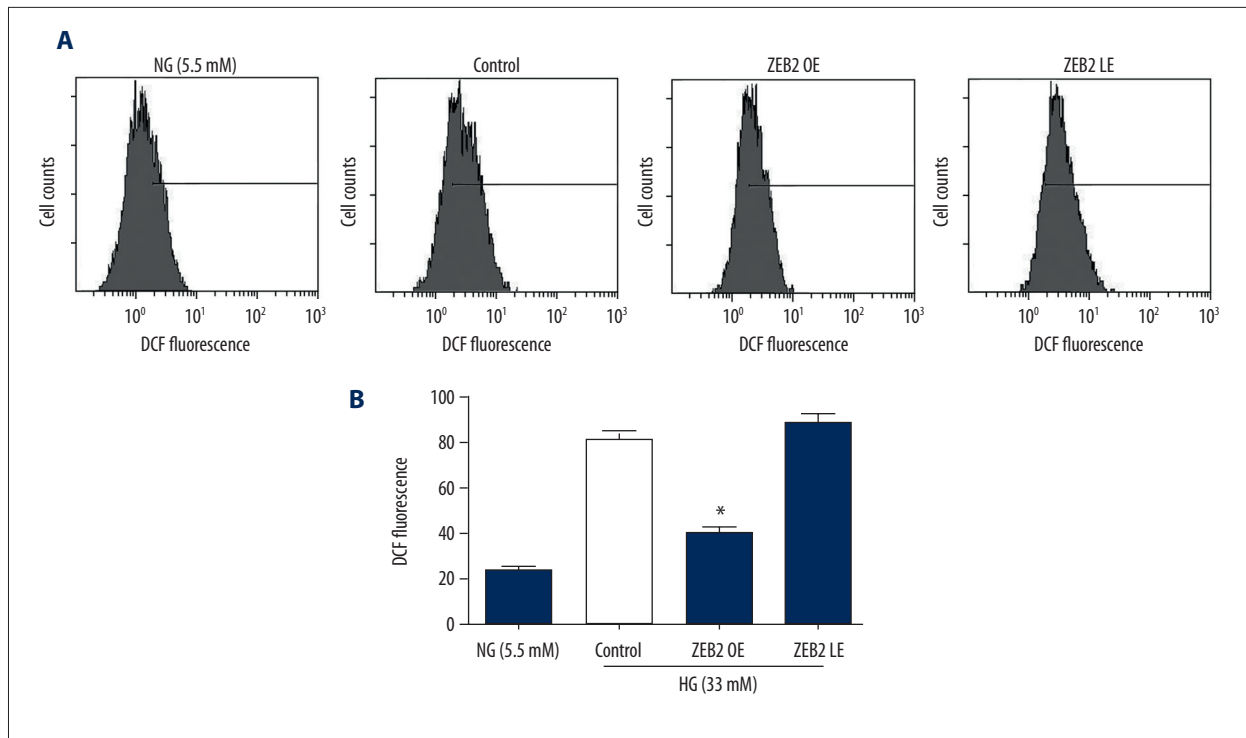 A
NG (5.5 mM)
Cell counts
10⁰ 10¹ 10² 10³
DCF fluorescence
Control
Cell counts
10⁰ 10¹ 10² 10³
DCF fluorescence
ZEB2 OE
Cell counts
10⁰ 10¹ 10² 10³
DCF fluorescence
ZEB2 LE
Cell counts
10⁰ 10¹ 10² 10³
DCF fluorescence
B
DCF fluorescence
100
80
60
40
20
0
*
NG (5.5 mM) Control ZEB2 OE ZEB2 LE
HG (33 mM)